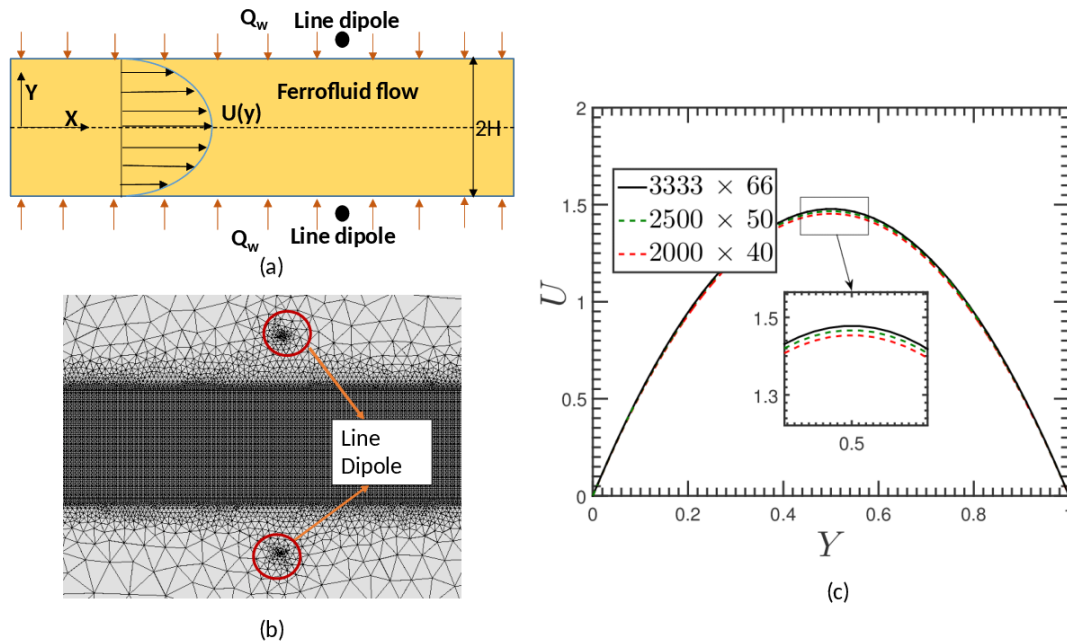 Q_w
Line dipole
Y
X
U(y)
Ferrofluid flow
2H
Q_w
Line dipole
(a)
Line
Dipole
(b)
2
1.5
1
0.5
0
3333 × 66
2500 × 50
2000 × 40
1.5
1.3
0.5
U
0
0.2
0.4
0.6
0.8
1
Y
(c)